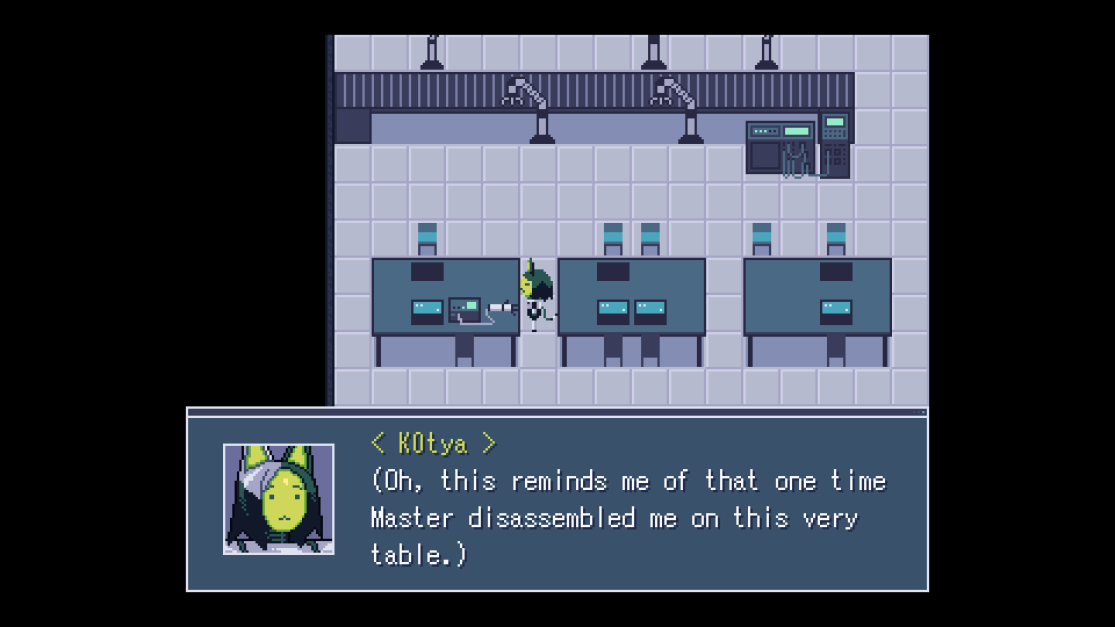 < K0tya >
(Oh, this reminds me of that one time
Master disassembled me on this very
table.)